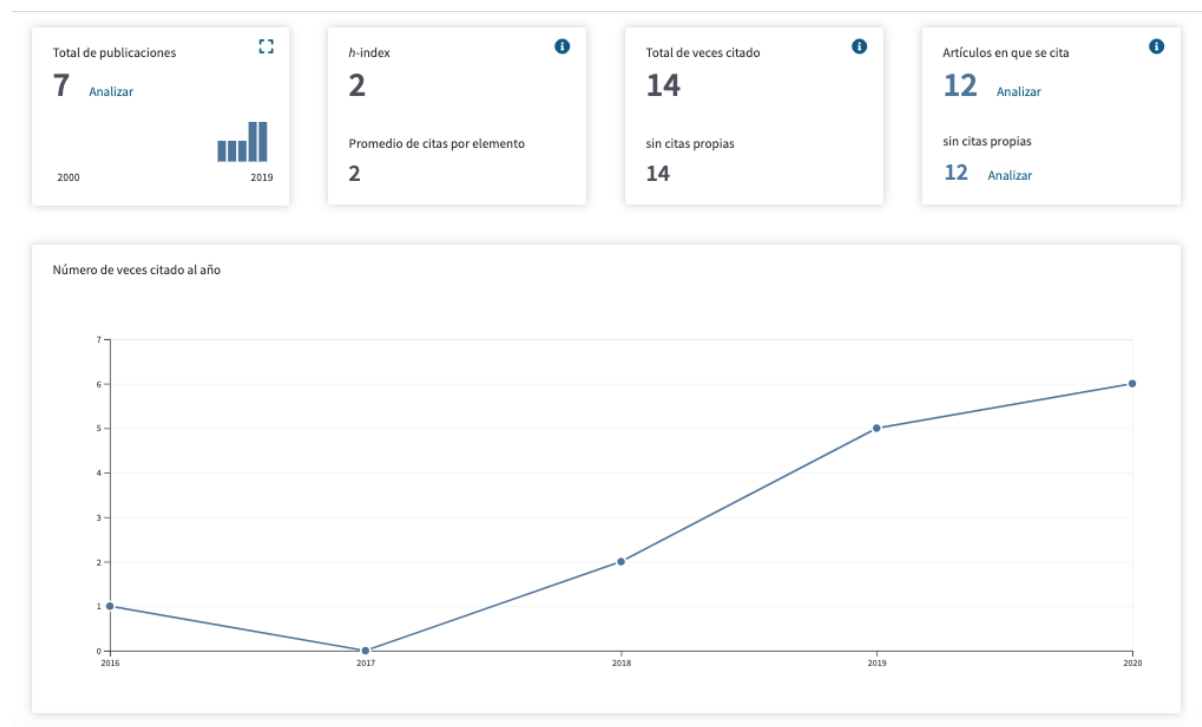 Total de publicaciones
7 Analizar
2000 2019
h-index
2
Promedio de citas por elemento
2
Total de veces citado
14
sin citas propias
14
Artículos en que se cita
12 Analizar
sin citas propias
12 Analizar
Número de veces citado al año
7
6
5
4
3
2
1
0
2016 2017 2018 2019 2020